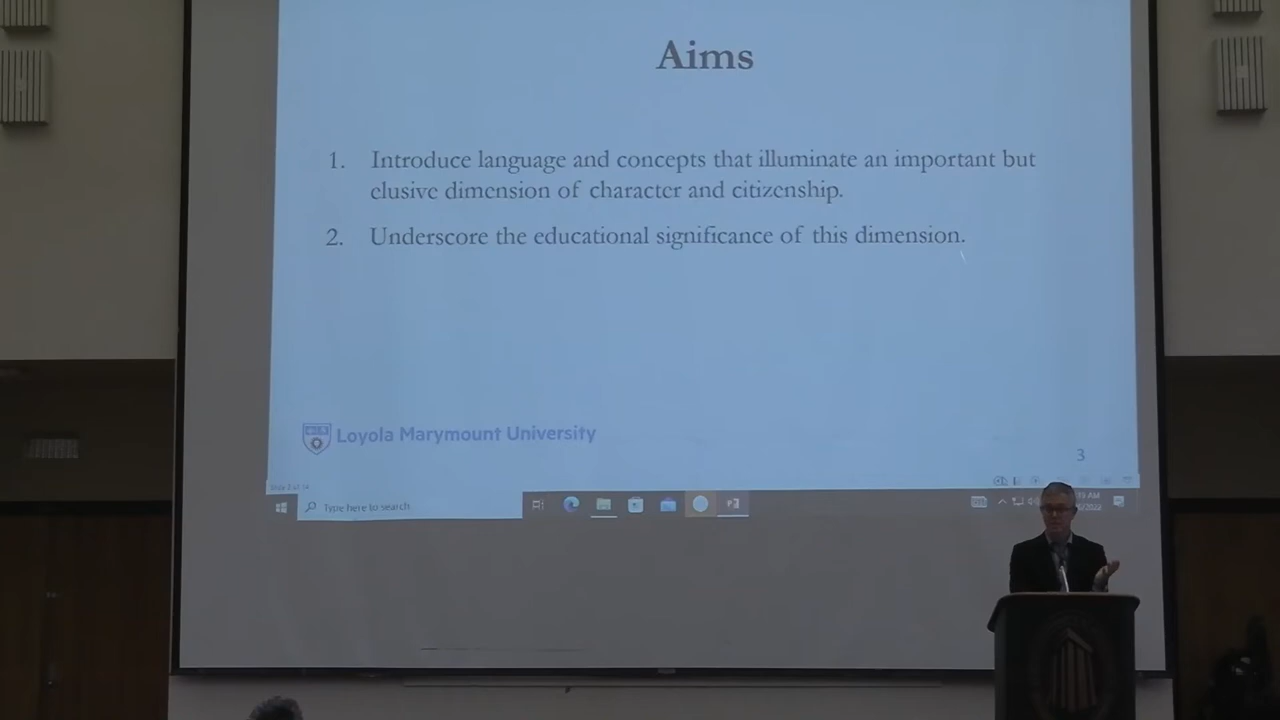 Aims
1. Introduce language and concepts that illuminate an important but
elusive dimension of character and citizenship.
2. Underscore the educational significance of this dimension.
Loyola Marymount University
3
Type here to search